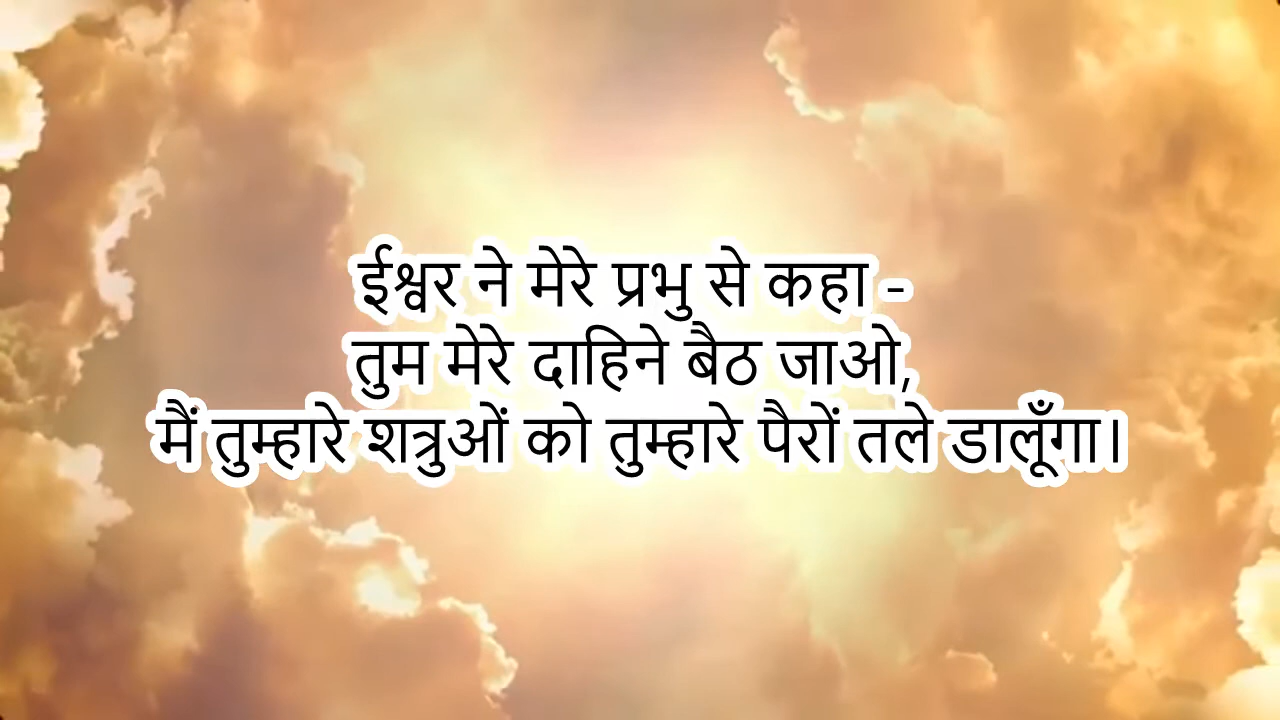 ईश्वर ने मेरे प्रभु से कहा -
तुम मेरे दाहिने बैठ जाओ,
मैं तुम्हारे शत्रुओं को तुम्हारे पैरों तले डालूँगा।